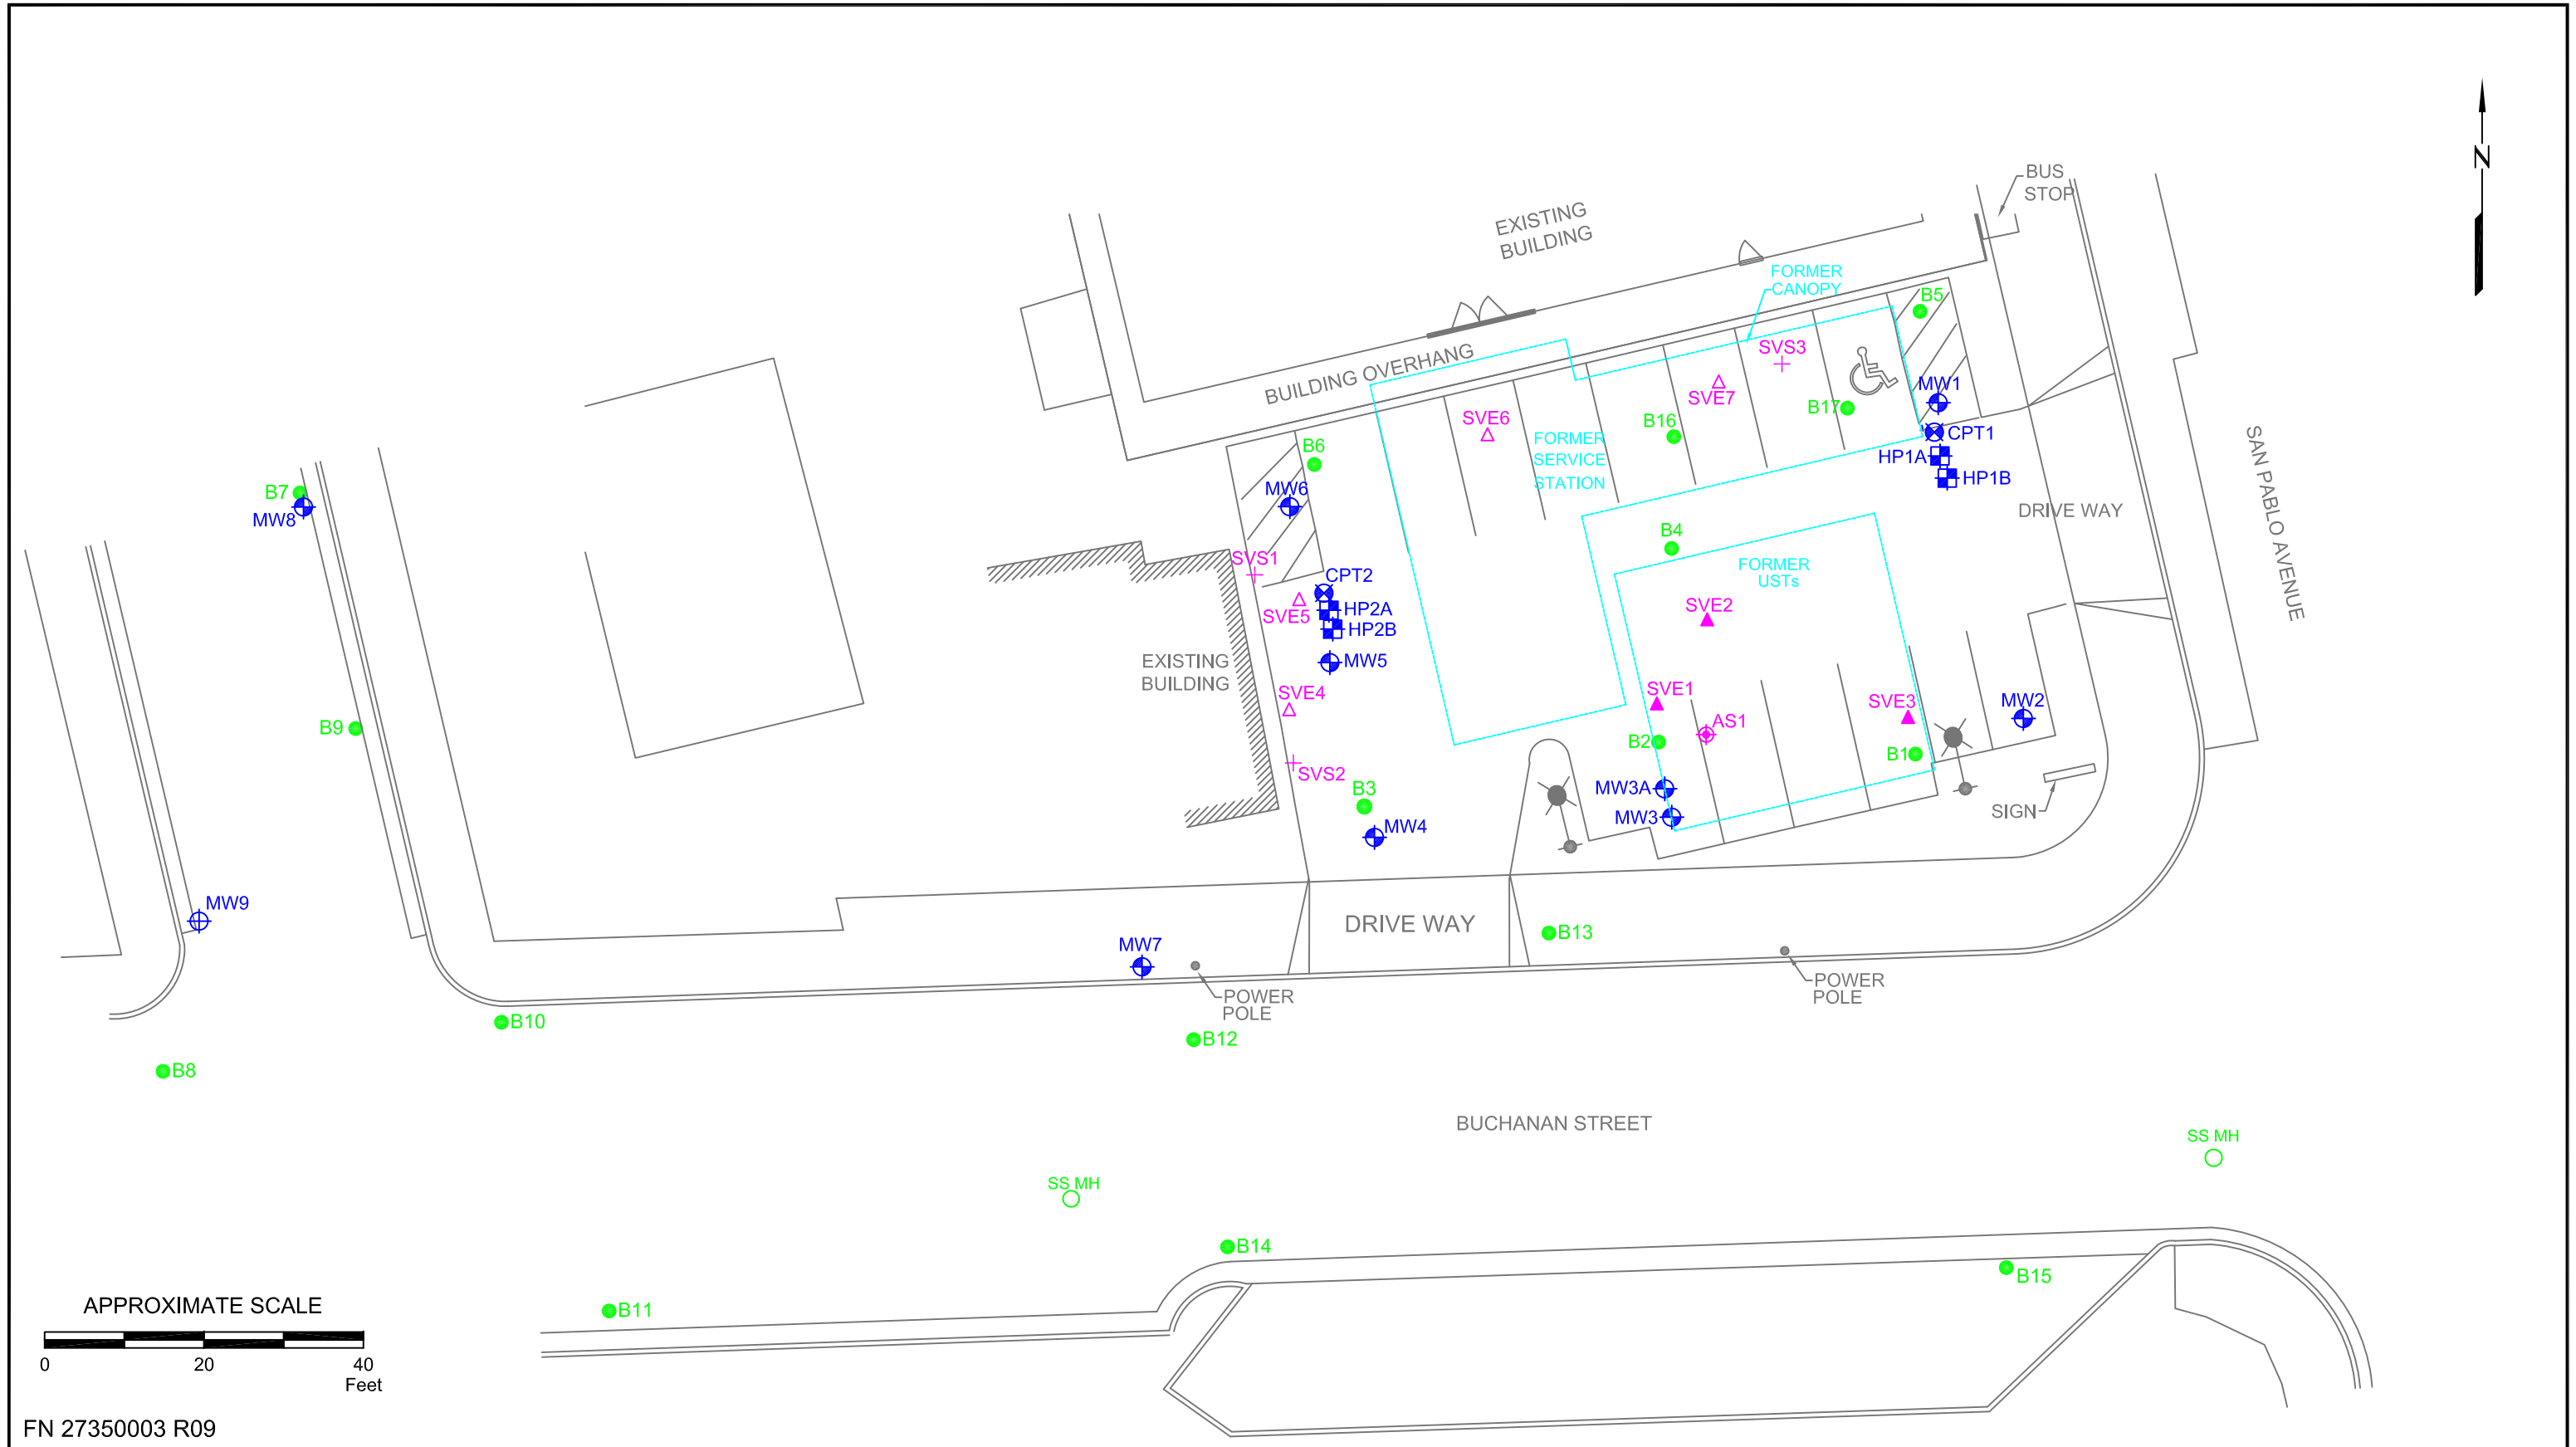 BUS
STOP
N
EXISTING
BUILDING
FORMER
CANOPY
B5
SVS3
BUILDING OVERHANG
MW1
SVE7
SVE6
B17
B16
CPT1
FORMER
SERVICE
STATION
B6
HP1A
HP1B
SAN PABLO AVENUE
MW6
B7
MW8
DRIVE WAY
B4
SVS1
FORMER
USTs
CPT2
SVE5
HP2A
HP2B
SVE2
EXISTING
BUILDING
MW5
SVE4
SVE1
SVE3
MW2
AS1
B9
B2
B1
SVS2
B3
MW3A
MW3
SIGN
MW4
MW9
DRIVE WAY
B13
MW7
POWER
POLE
POWER
POLE
B10
B12
B8
BUCHANAN STREET
SS MH
SS MH
B14
B15
APPROXIMATE SCALE
B11
0 20 40
Feet
FN 27350003 R09